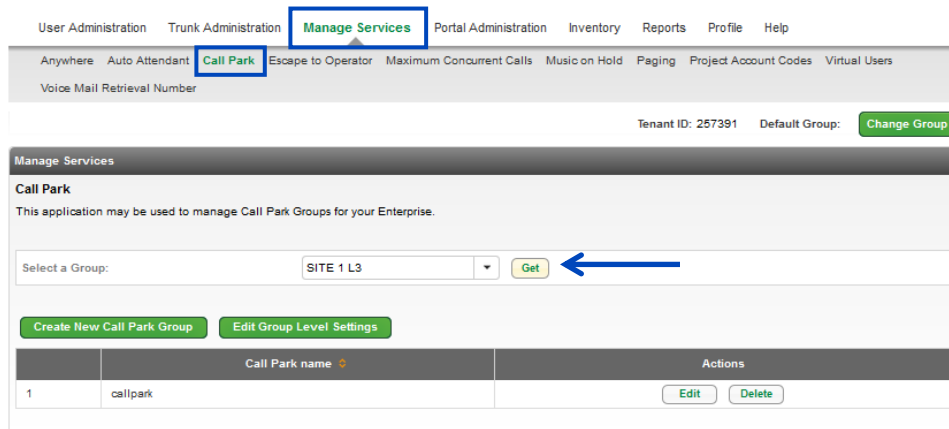 User Administration Trunk Administration Manage Services Portal Administration Inventory Reports Profile Help
Anywhere Auto Attendant Call Park Escape to Operator Maximum Concurrent Calls Music on Hold Paging Project Account Codes Virtual Users
Voice Mail Retrieval Number
Tenant ID: 257391 Default Group: Change Group
Manage Services
Call Park
This application may be used to manage Call Park Groups for your Enterprise.
Select a Group: SITE 1 L3 Get
Create New Call Park Group Edit Group Level Settings
Call Park name Actions
1 callpark Edit Delete